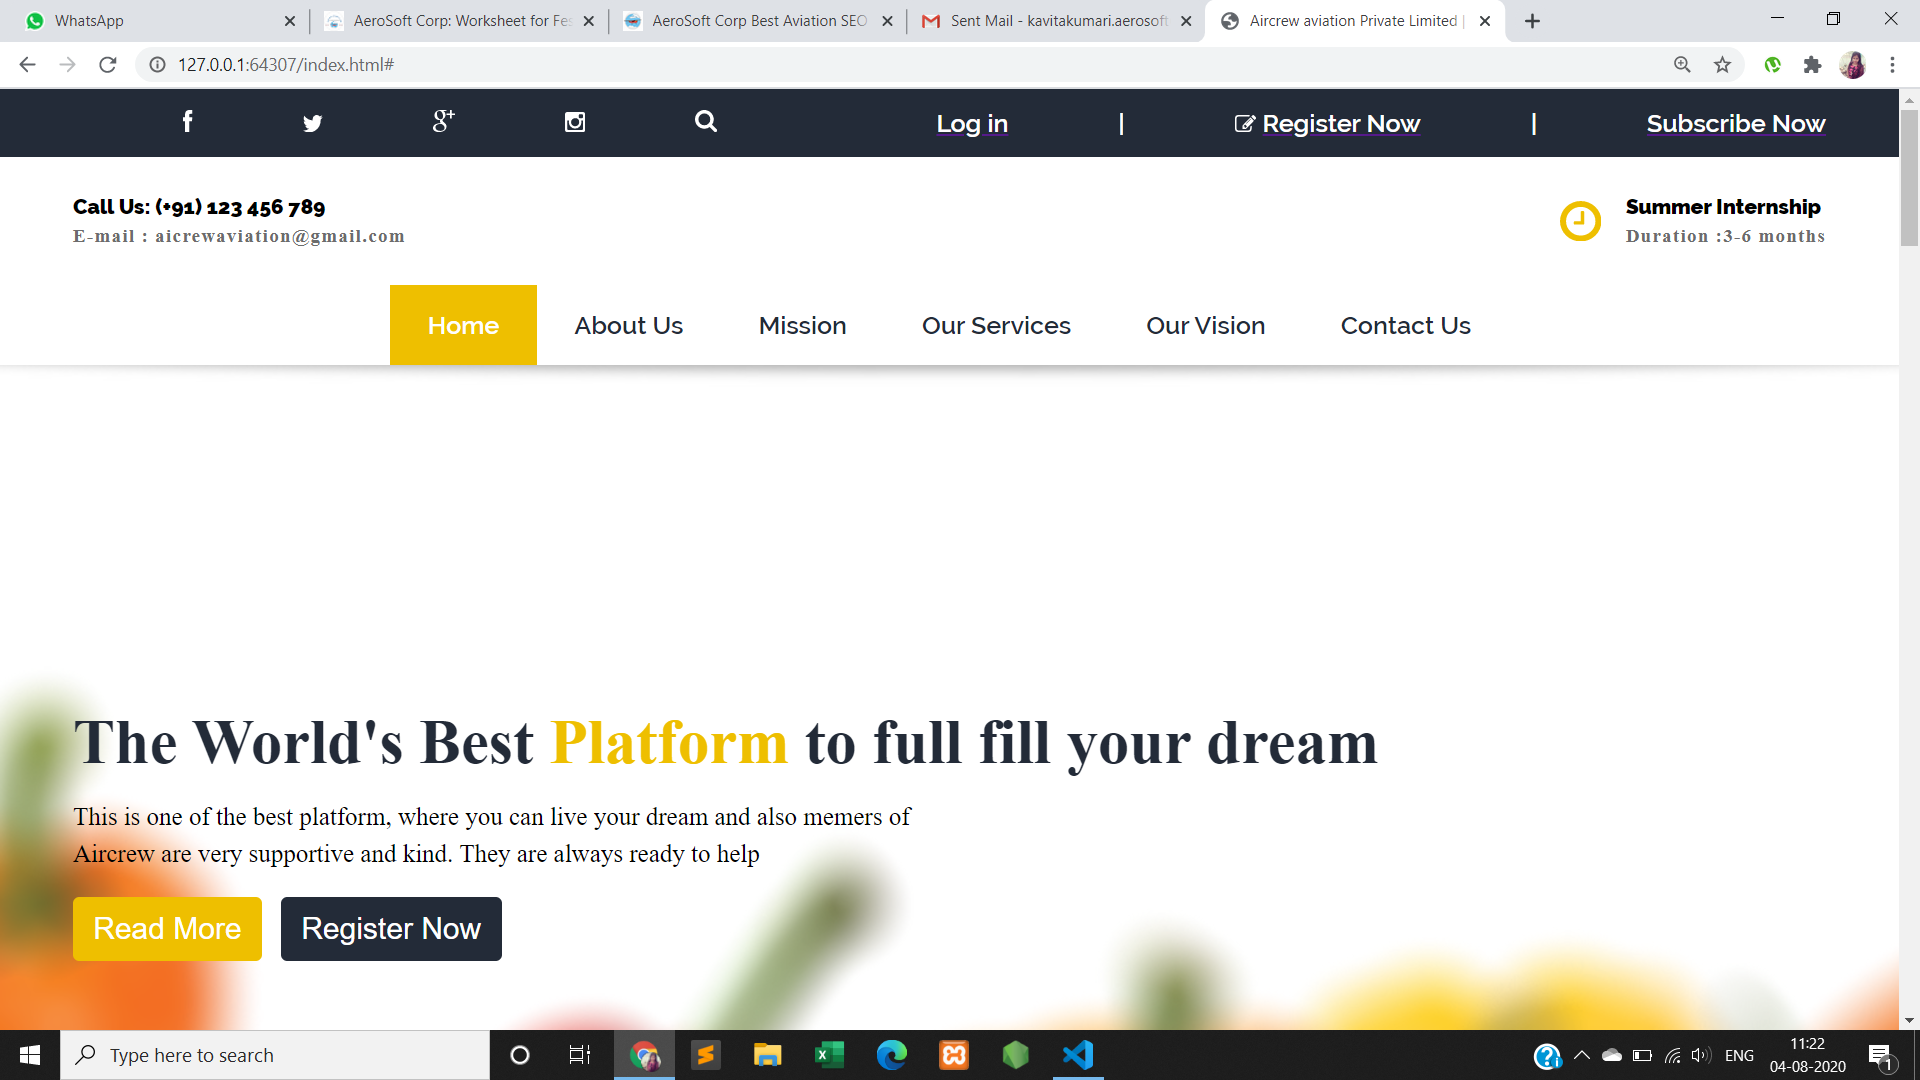 WhatsApp
AeroSoft Corp: Worksheet for Fes
AeroSoft Corp Best Aviation SEO
Sent Mail - kavitakumari.aerosoft
Aircrew aviation Private Limited |
127.0.0.1:64307/index.html#
Log in | Register Now | Subscribe Now
Call Us: (+91) 123 456 789
E-mail : aicrewaviation@gmail.com
Summer Internship
Duration :3-6 months
Home About Us Mission Our Services Our Vision Contact Us
The World's Best Platform to full fill your dream
This is one of the best platform, where you can live your dream and also memers of
Aircrew are very supportive and kind. They are always ready to help
Read More Register Now
Type here to search
ENG
11:22
04-08-2020
1